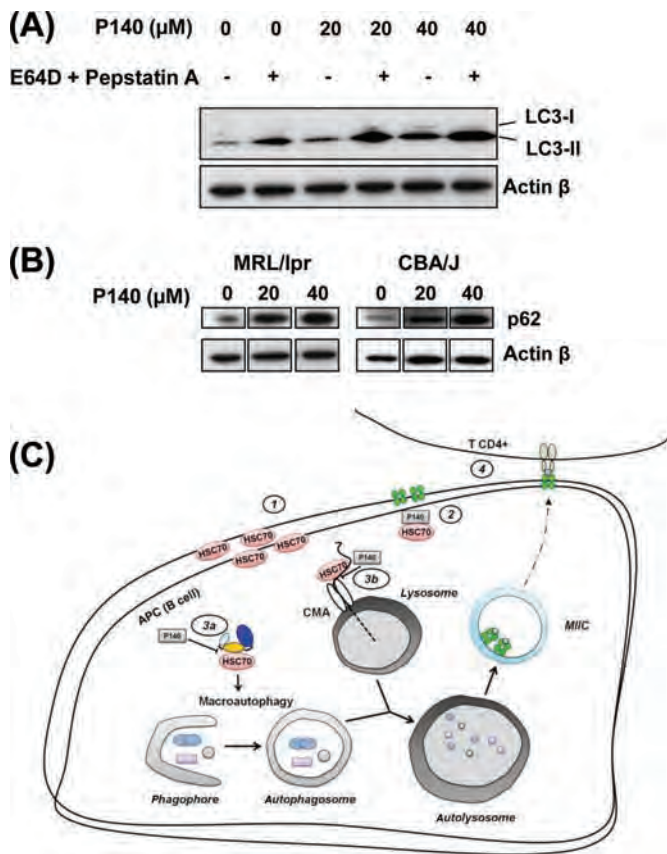 (A)
P140 (µM) 0 0 20 20 40 40
E64D + Pepstatin A - + - + - +
LC3-I
LC3-II
Actin β
(B)
MRL/lpr CBA/J
P140 (µM) 0 20 40 0 20 40
p62
Actin β
(C)
T CD4+
4
1
P140 2
HSC70
HSC70
HSC70
HSC70
HSC70
HSC70 P140
3b
Lysosome
CMA
APC (B cell)
MIIC
P140 3a
HSC70
Macroautophagy
Phagophore Autophagosome Autolysosome